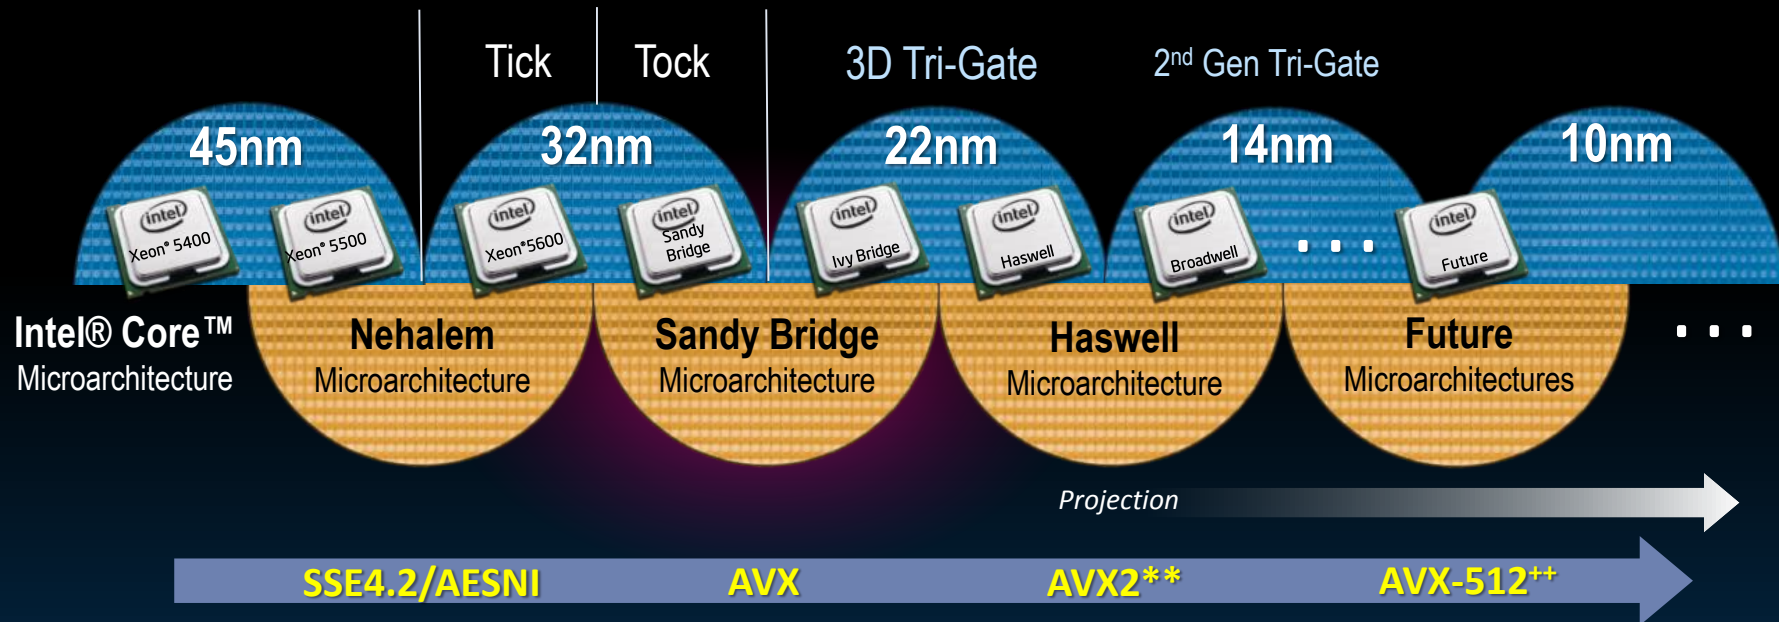 Tick
Tock
3D Tri-Gate
2nd Gen Tri-Gate
45nm
32nm
22nm
14nm
10nm
intel
Xeon® 5400
intel
Xeon® 5500
intel
Xeon®5600
intel
Sandy
Bridge
intel
Ivy Bridge
intel
Haswell
intel
Broadwell
. . .
intel
Future
Intel® Core™
Microarchitecture
Nehalem
Microarchitecture
Sandy Bridge
Microarchitecture
Haswell
Microarchitecture
Future
Microarchitectures
. . .
Projection
SSE4.2/AESNI
AVX
AVX2**
AVX-512++